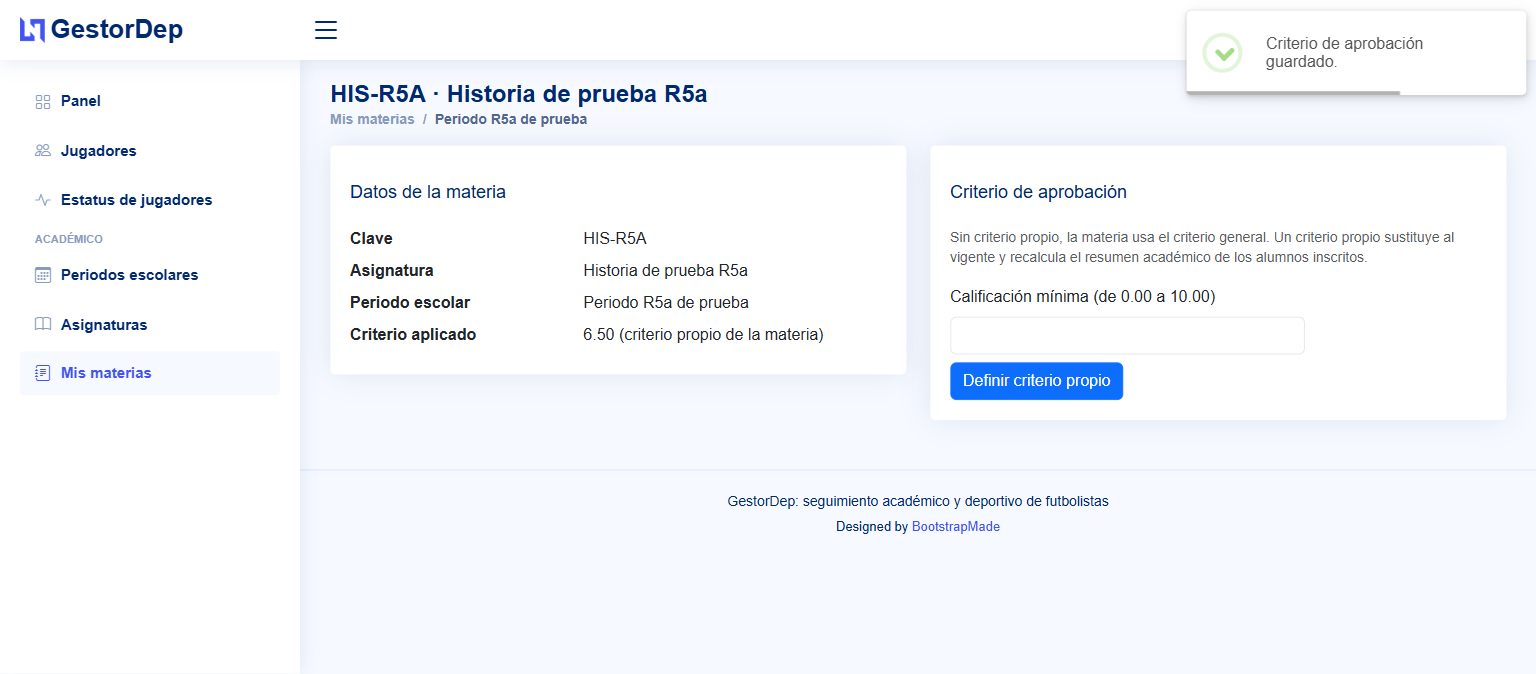 GestorDep
Criterio de aprobación
guardado.
Panel
Jugadores
Estatus de jugadores
ACADÉMICO
Periodos escolares
Asignaturas
Mis materias
HIS-R5A · Historia de prueba R5a
Mis materias / Periodo R5a de prueba
Datos de la materia
Clave HIS-R5A
Asignatura Historia de prueba R5a
Periodo escolar Periodo R5a de prueba
Criterio aplicado 6.50 (criterio propio de la materia)
Criterio de aprobación
Sin criterio propio, la materia usa el criterio general. Un criterio propio sustituye al
vigente y recalcula el resumen académico de los alumnos inscritos.
Calificación mínima (de 0.00 a 10.00)
Definir criterio propio
GestorDep: seguimiento académico y deportivo de futbolistas
Designed by BootstrapMade